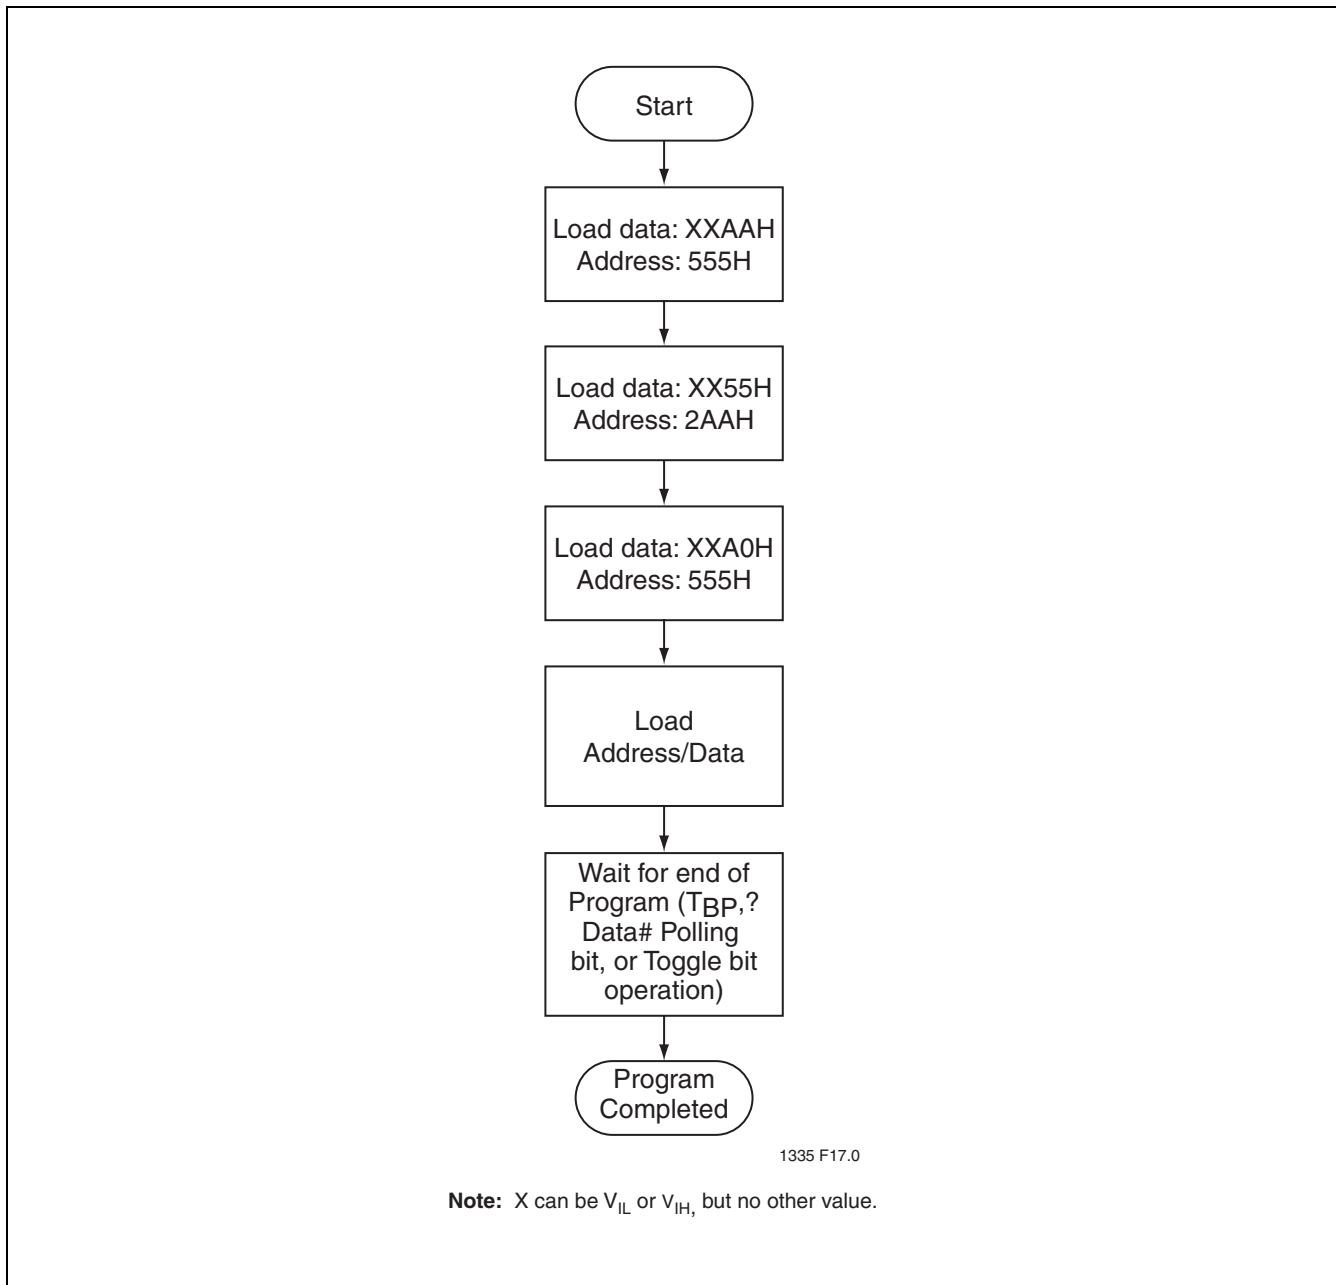 Start
Load data: XXAAH
Address: 555H
Load data: XX55H
Address: 2AAH
Load data: XXA0H
Address: 555H
Load
Address/Data
Wait for end of
Program (TBP,?
Data# Polling
bit, or Toggle bit
operation)
Program
Completed
1335 F17.0
Note: X can be VIL or VIH, but no other value.